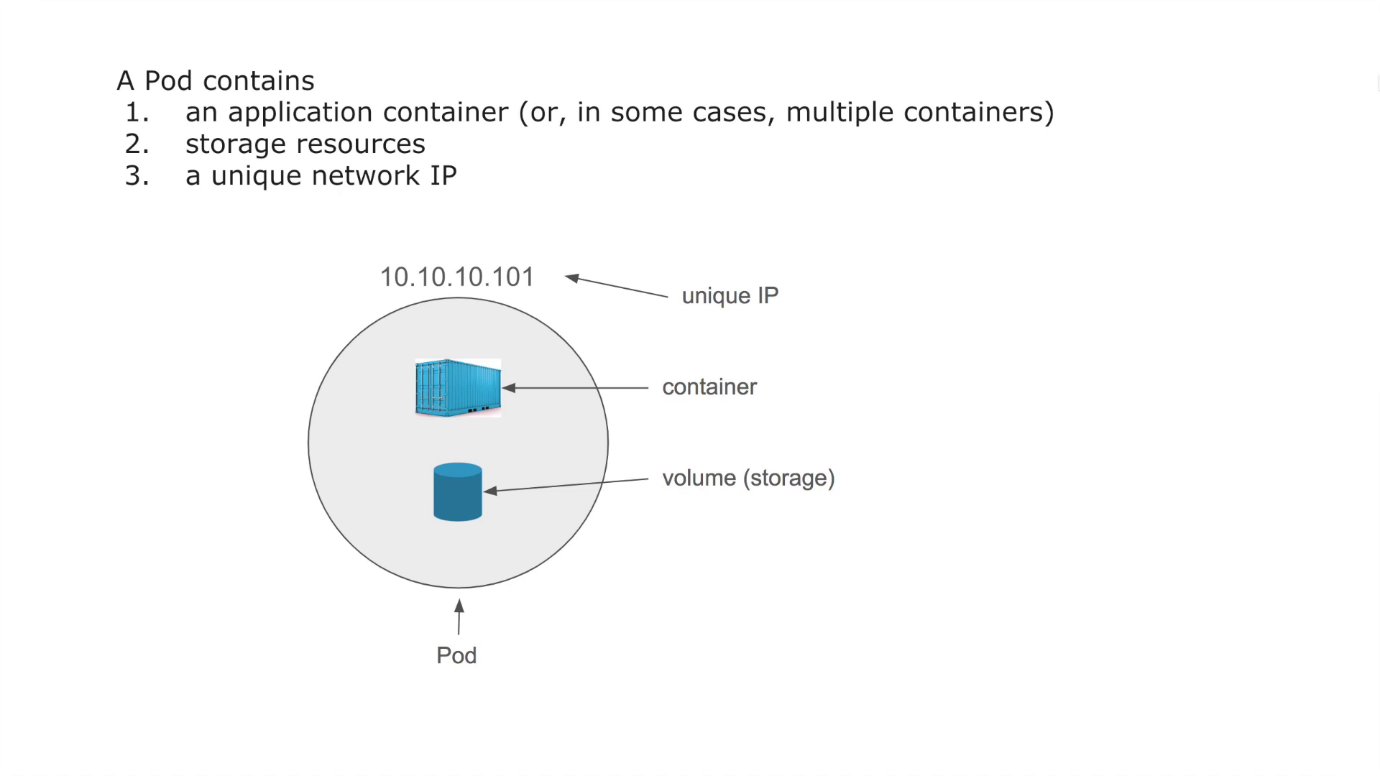 A Pod contains
1. an application container (or, in some cases, multiple containers)
2. storage resources
3. a unique network IP
10.10.10.101
unique IP
container
volume (storage)
Pod